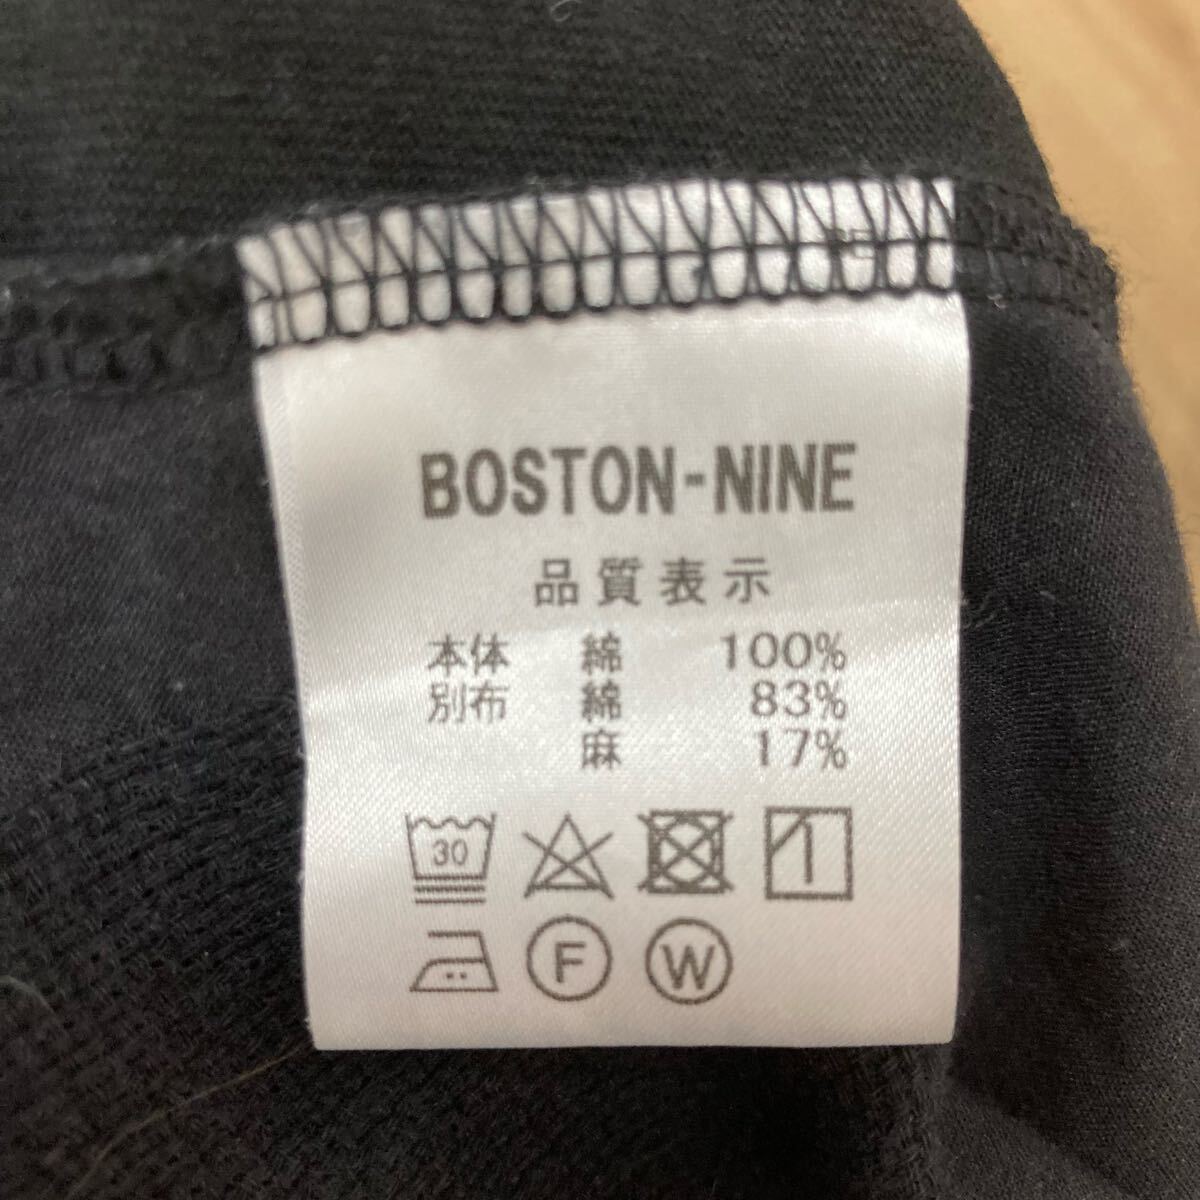 BOSTON-NINE
品質表示
本体 綿 100%
別布 綿 83%
麻 17%
30
F W